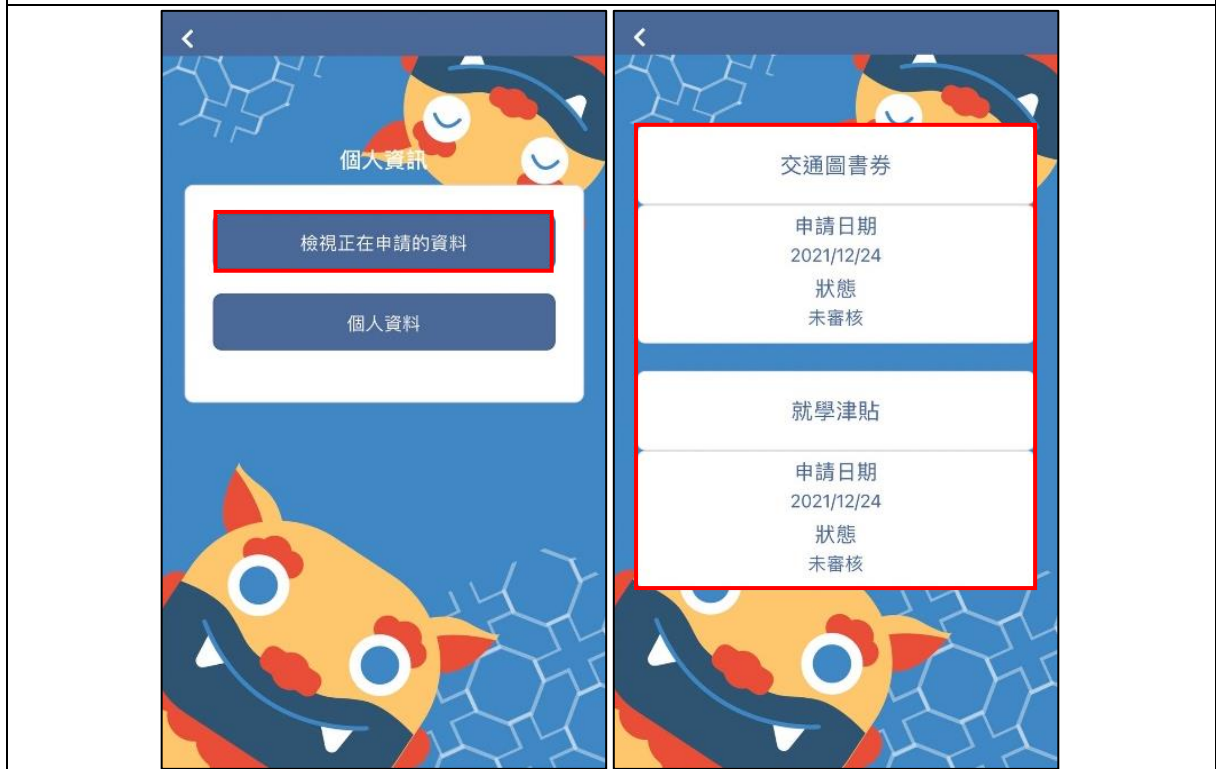 個人資訊
檢視正在申請的資料
個人資料
交通圖書券
申請日期
2021/12/24
狀態
未審核
就學津貼
申請日期
2021/12/24
狀態
未審核